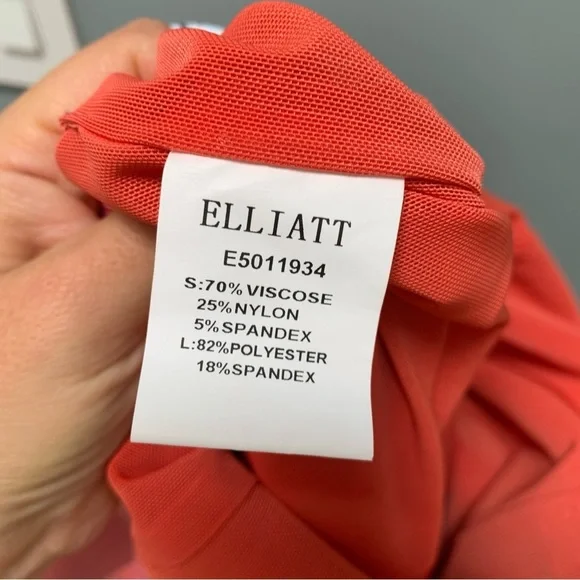 ELLIATT
E5011934
S:70%VISCOSE
25%NYLON
5%SPANDEX
L:82%POLYESTER
18%SPANDEX